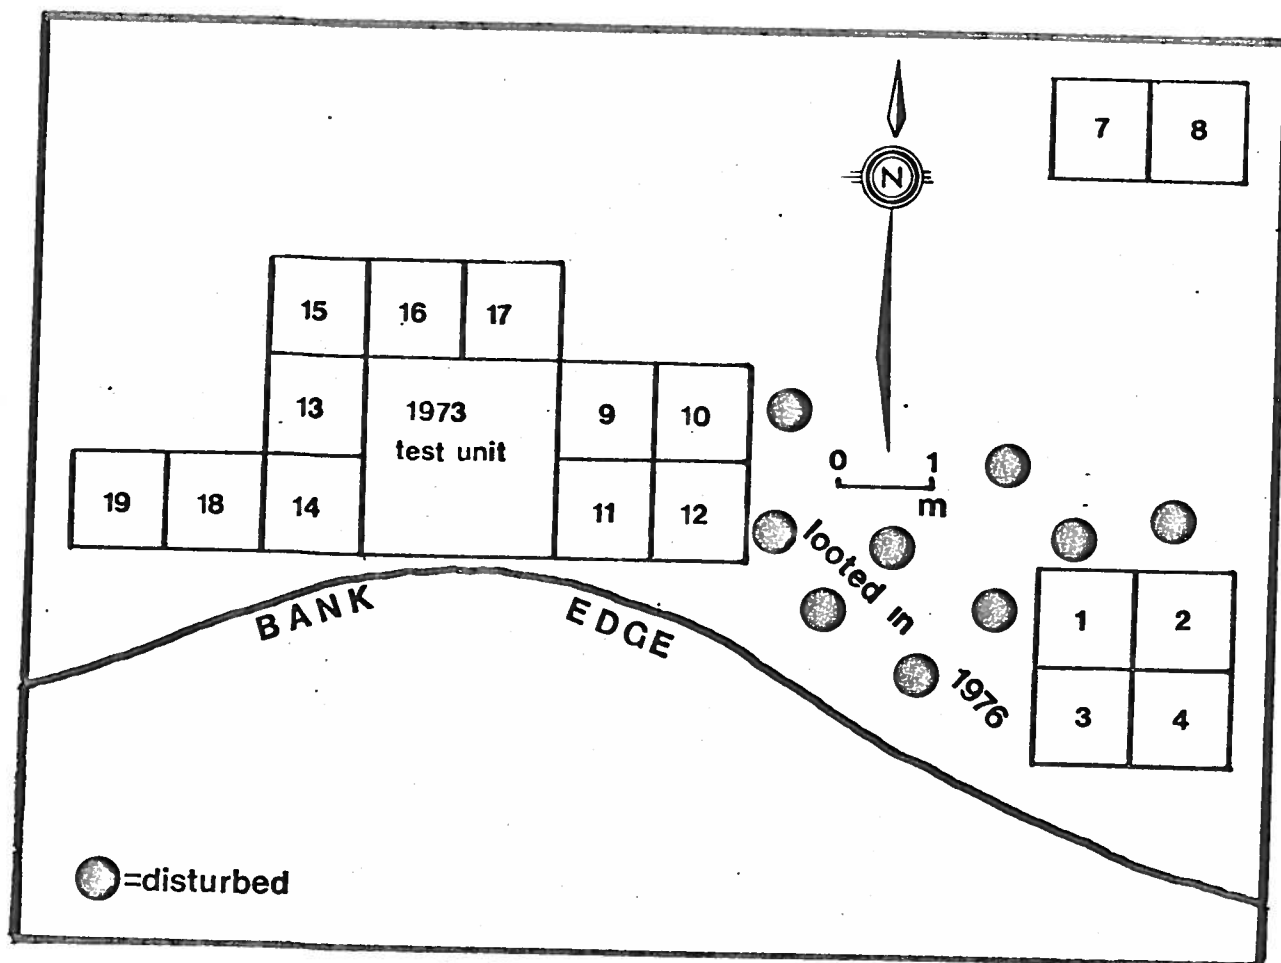 7 8
N
15 16 17
13 1973 9 10
test unit
0 1
m
19 18 14 11 12
looted in
1976
1 2
3 4
BANK EDGE
=disturbed